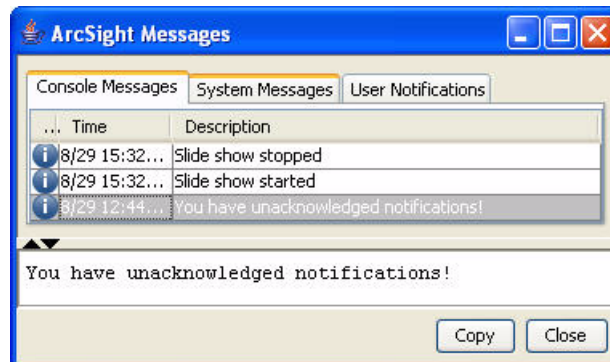 ArcSight Messages
Console Messages System Messages User Notifications
... Time Description
8/29 15:32... Slide show stopped
8/29 15:32... Slide show started
8/29 12:44... You have unacknowledged notifications!
You have unacknowledged notifications!
Copy Close